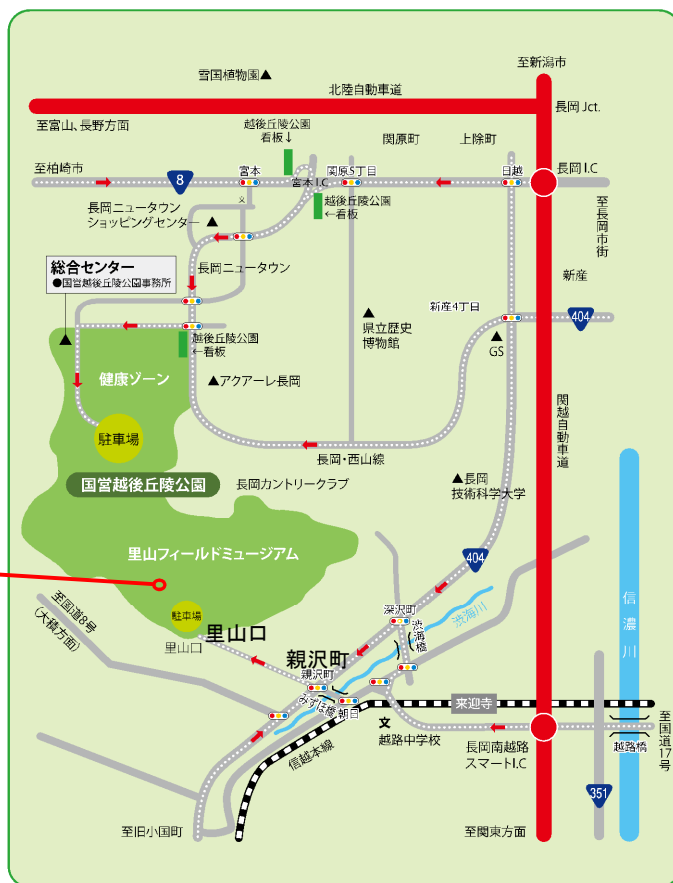 至新潟市
雪国植物園▲
北陸自動車道
長岡 Jct.
至富山、長野方面
越後丘陵公園
看板↓
関原町
上除町
至柏崎市
8
宮本
宮本 I.C
関原5丁目
日越
長岡 I.C
文
越後丘陵公園
←看板
長岡ニュータウン
ショッピングセンター ▲
至長岡市街
総合センター
●国営越後丘陵公園事務所
長岡ニュータウン
新産
新産4丁目
404
▲
県立歴史
博物館
越後丘陵公園
←看板
▲
GS
▲
健康ゾーン
▲アクアーレ長岡
関越自動車道
駐車場
長岡・西山線
国営越後丘陵公園
長岡カントリークラブ
▲長岡
技術科学大学
里山フィールドミュージアム
404
至国道8号
(大積方面)
駐車場
里山口
里山口
深沢町
渋海橋
渋海川
信濃川
親沢町
親沢町
みずほ橋
朝日
来迎寺
文
越路中学校
信越本線
長岡南越路
スマートI.C
越路橋
至国道17号
351
至旧小国町
至関東方面